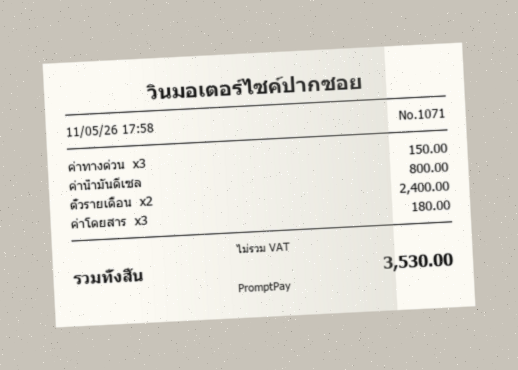 วินมอเตอร์ไซค์ปากซอย
11/05/26 17:58 No.1071
ค่าทางด่วน x3 150.00
ค่าน้ำมันดีเซล 800.00
ตั๋วรายเดือน x2 2,400.00
ค่าโดยสาร x3 180.00
ไม่รวม VAT
รวมทั้งสิ้น 3,530.00
PromptPay